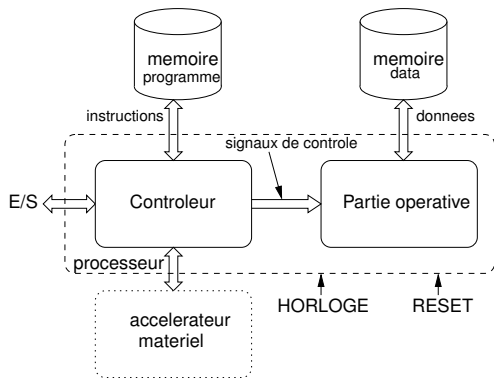 memoire
programme
memoire
data
instructions
donnees
signaux de controle
E/S
Controleur
Partie operative
processeur
HORLOGE
RESET
accelerateur
materiel